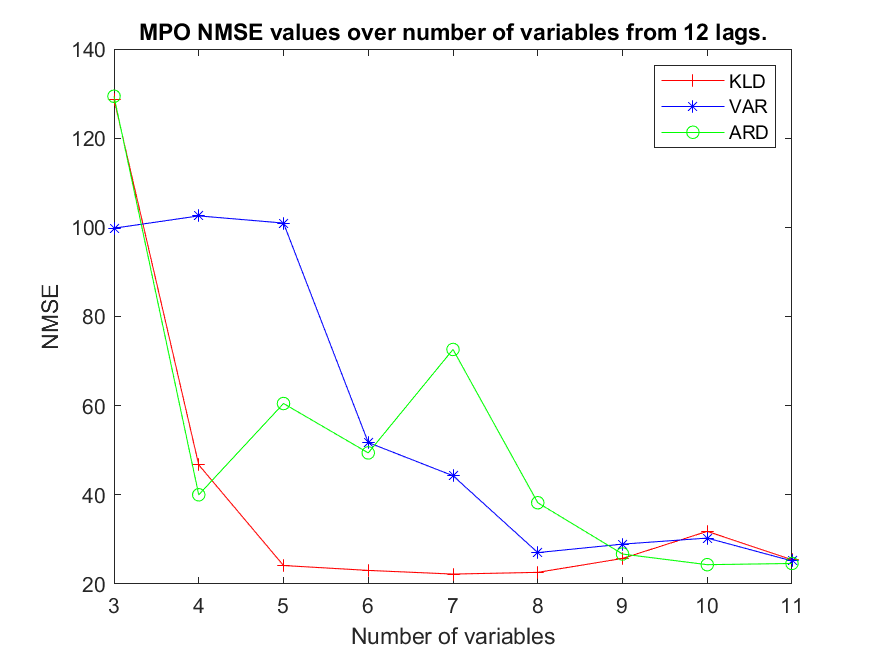 MPO NMSE values over number of variables from 12 lags.
140
120
100
80
60
40
20
NMSE
KLD
VAR
ARD
3 4 5 6 7 8 9 10 11
Number of variables